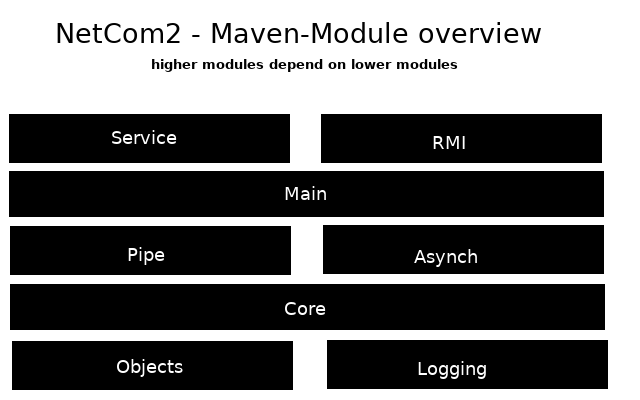 NetCom2 - Maven-Module overview
higher modules depend on lower modules
Service
RMI
Main
Pipe
Asynch
Core
Objects
Logging